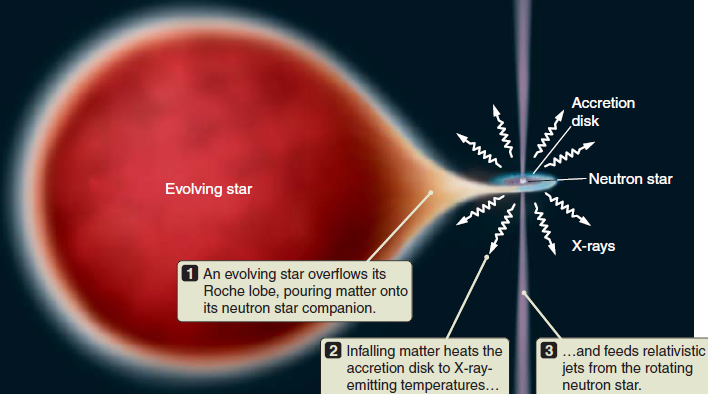 Accretion
disk
Evolving star
Neutron star
X-rays
1 An evolving star overflows its
Roche lobe, pouring matter onto
its neutron star companion.
2 Infalling matter heats the
accretion disk to X-ray-
emitting temperatures…
3 …and feeds relativistic
jets from the rotating
neutron star.